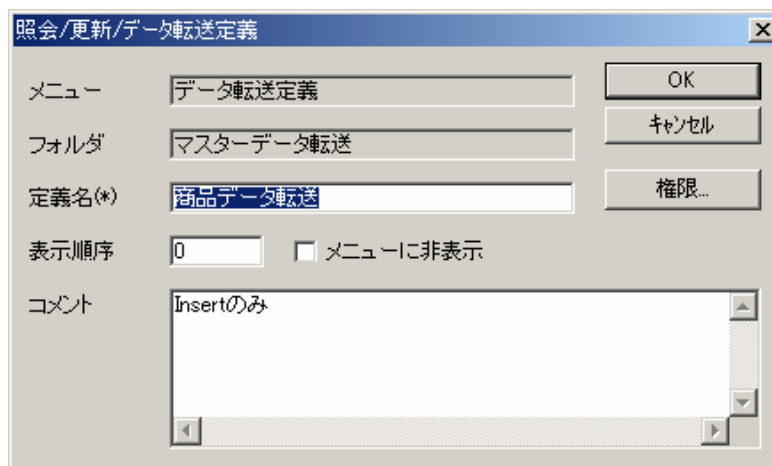 照会/更新/データ転送定義
メニュー データ転送定義 OK
フォルダ マスターデータ転送 キャンセル
定義名(*) 商品データ転送 権限...
表示順序 0 メニューに非表示
コメント Insertのみ